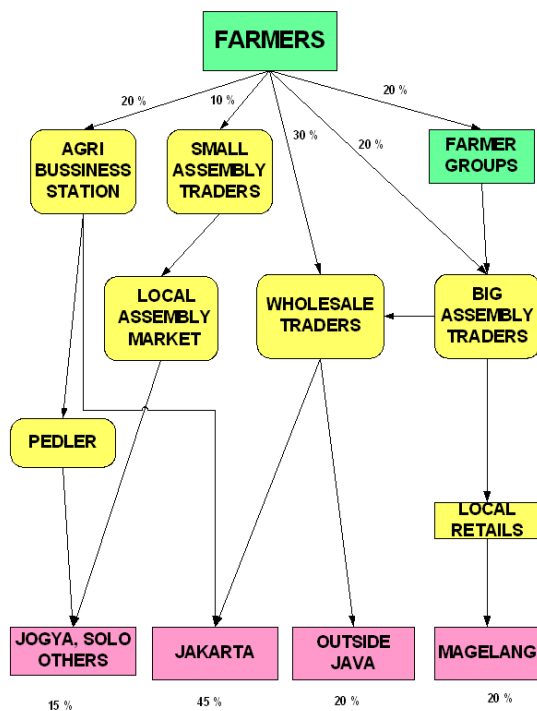 FARMERS
20 %
10 %
30 %
20 %
20 %
AGRI
BUSSINESS
STATION
SMALL
ASSEMBLY
TRADERS
FARMER
GROUPS
LOCAL
ASSEMBLY
MARKET
WHOLESALE
TRADERS
BIG
ASSEMBLY
TRADERS
PEDLER
LOCAL
RETAILS
JOGYA, SOLO
OTHERS
JAKARTA
OUTSIDE
JAVA
MAGELANG
15 %
45 %
20 %
20 %